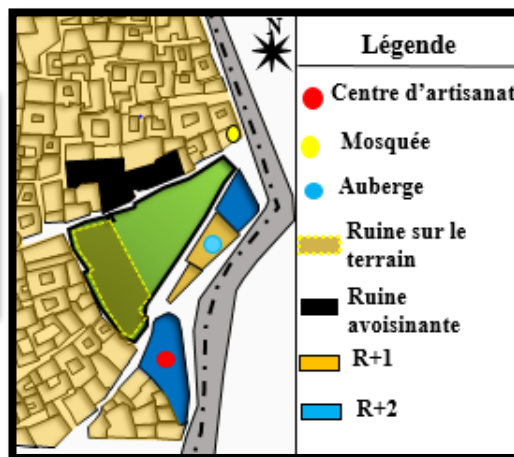 N
Légende
Centre d'artisanat
Mosquée
Auberge
Ruine sur le
terrain
Ruine
avoisinante
R+1
R+2